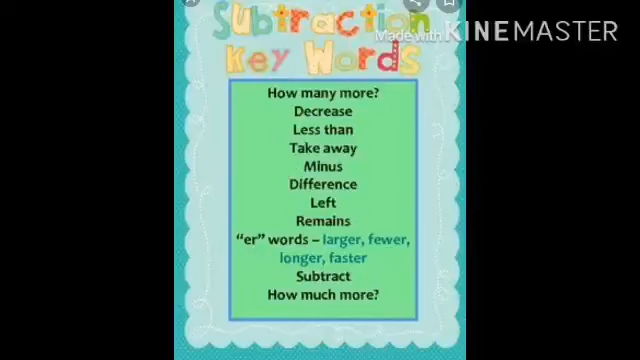 Subtraction
Made with KINEMASTER
Key Words
How many more?
Decrease
Less than
Take away
Minus
Difference
Left
Remains
“er” words – larger, fewer,
longer, faster
Subtract
How much more?